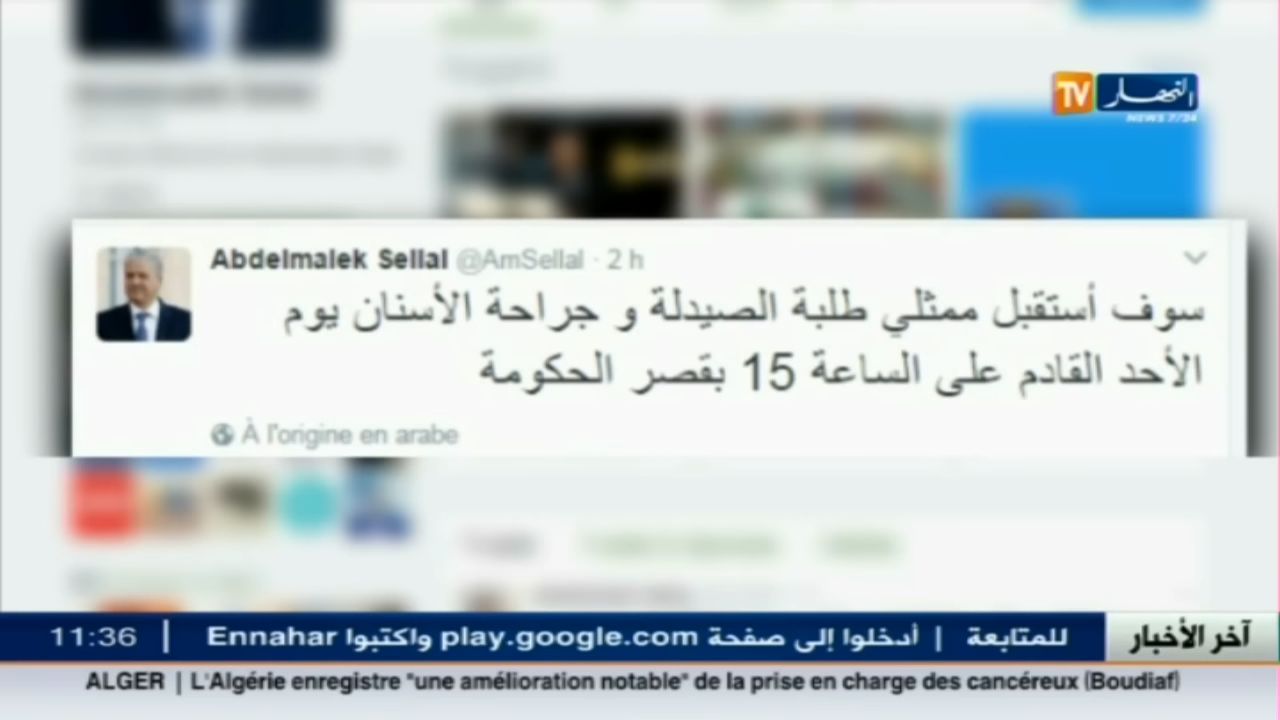 TV النهار
NEWS 7/24
Abdelmalek Sellal @AmSellal · 2 h
سوف أستقبل ممثلي طلبة الصيدلة و جراحة الأسنان يوم
الأحد القادم على الساعة 15 بقصر الحكومة
À l'origine en arabe
آخر الأخبار
للمتابعة | أدخلوا إلى صفحة play.google.com واكتبوا Ennahar
11:36
ALGER | L'Algérie enregistre "une amélioration notable" de la prise en charge des cancéreux (Boudiaf)